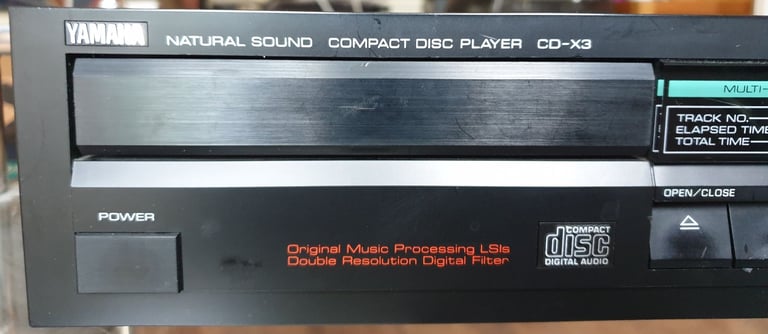 YAMAHA
NATURAL SOUND COMPACT DISC PLAYER CD-X3
MULTI-
TRACK NO.
ELAPSED TIME
TOTAL TIME
OPEN/CLOSE
POWER
Original Music Processing LSIs
Double Resolution Digital Filter
COMPACT
disc
DIGITAL AUDIO